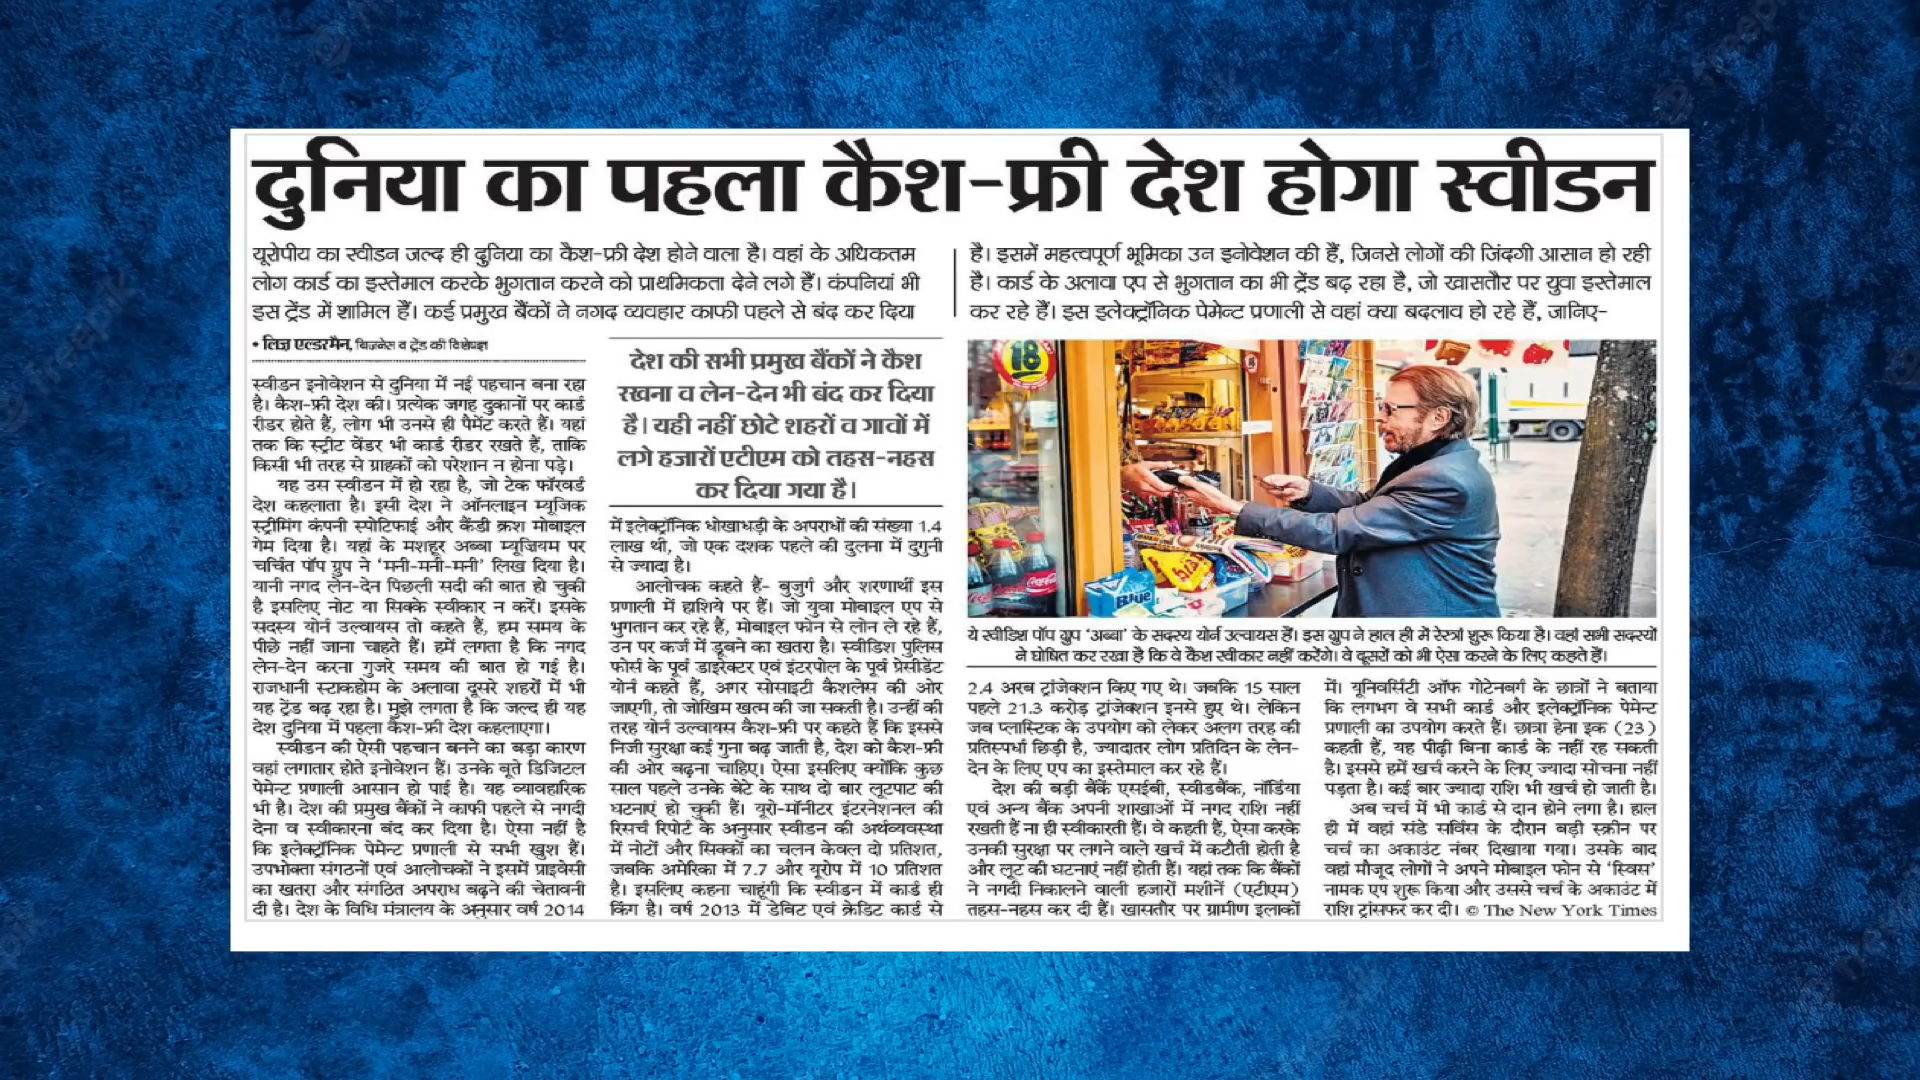 दुनिया का पहला कैश-फ्री देश होगा स्वीडन
यूरोपीय का स्वीडन जल्द ही दुनिया का कैश-फ्री देश होने वाला है। वहां के अधिकतम
लोग कार्ड का इस्तेमाल करके भुगतान करने को प्राथमिकता देने लगे हैं। कंपनियां भी
इस ट्रेंड में शामिल हैं। कई प्रमुख बैंकों ने नगद व्यवहार काफी पहले से बंद कर दिया
है। इसमें महत्वपूर्ण भूमिका उन इनोवेशन की हैं, जिनसे लोगों की जिंदगी आसान हो रही
है। कार्ड के अलावा एप से भुगतान का भी ट्रेंड बढ़ रहा है, जो खासतौर पर युवा इस्तेमाल
कर रहे हैं। इस इलेक्ट्रॉनिक पेमेन्ट प्रणाली से वहां क्या बदलाव हो रहे हैं, जानिए-
• लिज़ एल्डरमैन, बिजनेस व ट्रेंड की विशेषज्ञ
स्वीडन इनोवेशन से दुनिया में नई पहचान बना रहा
है। कैश-फ्री देश की। प्रत्येक जगह दुकानों पर कार्ड
रीडर होते हैं, लोग भी उनसे ही पैमेंट करते हैं। यहां
तक कि स्ट्रीट वेंडर भी कार्ड रीडर रखते हैं, ताकि
किसी भी तरह से ग्राहकों को परेशान न होना पड़े।
यह उस स्वीडन में हो रहा है, जो टेक फॉरवर्ड
देश कहलाता है। इसी देश ने ऑनलाइन म्यूजिक
स्ट्रीमिंग कंपनी स्पोटिफाई और कैंडी क्रश मोबाइल
गेम दिया है। यहां के मशहूर अब्बा म्यूजियम पर
चर्चित पॉप ग्रुप ने ‘मनी-मनी-मनी’ लिख दिया है।
यानी नगद लेन-देन पिछली सदी की बात हो चुकी
है इसलिए नोट या सिक्के स्वीकार न करें। इसके
सदस्य योर्न उल्वायस तो कहते हैं, हम समय के
पीछे नहीं जाना चाहते हैं। हमें लगता है कि नगद
लेन-देन करना गुजरे समय की बात हो गई है।
राजधानी स्टाकहोम के अलावा दूसरे शहरों में भी
यह ट्रेंड बढ़ रहा है। मुझे लगता है कि जल्द ही यह
देश दुनिया में पहला कैश-फ्री देश कहलाएगा।
स्वीडन की ऐसी पहचान बनने का बड़ा कारण
वहां लगातार होते इनोवेशन हैं। उनके बूते डिजिटल
पेमेन्ट प्रणाली आसान हो पाई है। यह व्यावहारिक
भी है। देश की प्रमुख बैंकों ने काफी पहले से नगदी
देना व स्वीकारना बंद कर दिया है। ऐसा नहीं है
कि इलेक्ट्रॉनिक पेमेन्ट प्रणाली से सभी खुश हैं।
उपभोक्ता संगठनों एवं आलोचकों ने इसमें प्राइवेसी
का खतरा और संगठित अपराध बढ़ने की चेतावनी
दी है। देश के विधि मंत्रालय के अनुसार वर्ष 2014
देश की सभी प्रमुख बैंकों ने कैश
रखना व लेन-देन भी बंद कर दिया
है। यही नहीं छोटे शहरों व गावों में
लगे हजारों एटीएम को तहस-नहस
कर दिया गया है।
में इलेक्ट्रॉनिक धोखाधड़ी के अपराधों की संख्या 1.4
लाख थी, जो एक दशक पहले की दुलना में दुगुनी
से ज्यादा है।
आलोचक कहते हैं- बुजुर्ग और शरणार्थी इस
प्रणाली में हाशिये पर हैं। जो युवा मोबाइल एप से
भुगतान कर रहे हैं, मोबाइल फोन से लोन ले रहे हैं,
उन पर कर्ज में डूबने का खतरा है। स्वीडिश पुलिस
फोर्स के पूर्व डाइरेक्टर एवं इंटरपोल के पूर्व प्रेसीडेंट
योर्न कहते हैं, अगर सोसाइटी कैशलेस की ओर
जाएगी, तो जोखिम खत्म की जा सकती है। उन्हीं की
तरह योर्न उल्वायस कैश-फ्री पर कहते हैं कि इससे
निजी सुरक्षा कई गुना बढ़ जाती है, देश को कैश-फ्री
की ओर बढ़ना चाहिए। ऐसा इसलिए क्योंकि कुछ
साल पहले उनके बेटे के साथ दो बार लूटपाट की
घटनाएं हो चुकी हैं। यूरो-मॉनीटर इंटरनेशनल की
रिसर्च रिपोर्ट के अनुसार स्वीडन की अर्थव्यवस्था
में नोटों और सिक्कों का चलन केवल दो प्रतिशत,
जबकि अमेरिका में 7.7 और यूरोप में 10 प्रतिशत
है। इसलिए कहना चाहूंगी कि स्वीडन में कार्ड ही
किंग है। वर्ष 2013 में डेबिट एवं क्रेडिट कार्ड से
18
Coca-Cola
Blue
ये स्वीडिश पॉप ग्रुप ‘अब्बा’ के सदस्य योर्न उल्वायस हैं। इस ग्रुप ने हाल ही में रेस्त्रां शुरू किया है। वहां सभी सदस्यों
ने घोषित कर रखा है कि वे कैश स्वीकार नहीं करेंगे। वे दूसरों को भी ऐसा करने के लिए कहते हैं।
2.4 अरब ट्रांजेक्शन किए गए थे। जबकि 15 साल
पहले 21.3 करोड़ ट्रांजेक्शन इनसे हुए थे। लेकिन
जब प्लास्टिक के उपयोग को लेकर अलग तरह की
प्रतिस्पर्धा छिड़ी है, ज्यादातर लोग प्रतिदिन के लेन-
देन के लिए एप का इस्तेमाल कर रहे हैं।
देश की बड़ी बैंकें एसईबी, स्वीडबैंक, नॉर्डिया
एवं अन्य बैंक अपनी शाखाओं में नगद राशि नहीं
रखती हैं ना ही स्वीकारती हैं। वे कहती हैं, ऐसा करके
उनकी सुरक्षा पर लगने वाले खर्च में कटौती होती है
और लूट की घटनाएं नहीं होती हैं। यहां तक कि बैंकों
ने नगदी निकालने वाली हजारों मशीनें (एटीएम)
तहस-नहस कर दी हैं। खासतौर पर ग्रामीण इलाकों
में। यूनिवर्सिटी ऑफ गोटेनबर्ग के छात्रों ने बताया
कि लगभग वे सभी कार्ड और इलेक्ट्रॉनिक पेमेन्ट
प्रणाली का उपयोग करते हैं। छात्रा हेना इक (23)
कहती हैं, यह पीढ़ी बिना कार्ड के नहीं रह सकती
है। इससे हमें खर्च करने के लिए ज्यादा सोचना नहीं
पड़ता है। कई बार ज्यादा राशि भी खर्च हो जाती है।
अब चर्च में भी कार्ड से दान होने लगा है। हाल
ही में वहां संडे सर्विस के दौरान बड़ी स्क्रीन पर
चर्च का अकाउंट नंबर दिखाया गया। उसके बाद
वहां मौजूद लोगों ने अपने मोबाइल फोन से ‘स्विस’
नामक एप शुरू किया और उससे चर्च के अकाउंट में
राशि ट्रांसफर कर दी। © The New York Times